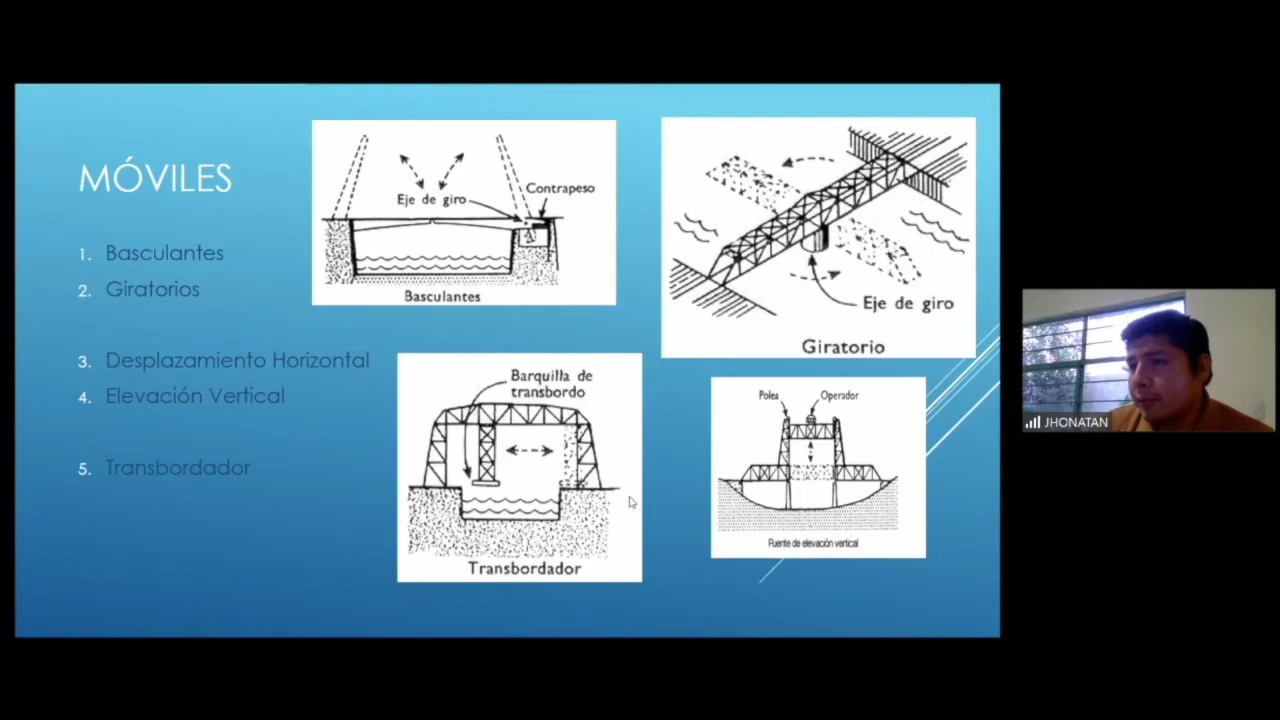 MÓVILES
1. Basculantes
2. Giratorios
3. Desplazamiento Horizontal
4. Elevación Vertical
5. Transbordador
Eje de giro
Contrapeso
Basculantes
Eje de giro
Giratorio
Barquilla de
transbordo
Transbordador
Polea
Operador
Puente de elevación vertical
JHONATAN